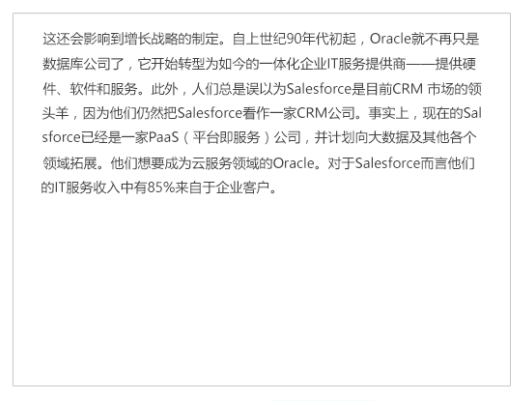 这还会影响到增长战略的制定。自上世纪90年代初起，Oracle就不再只是
数据库公司了，它开始转型为如今的一体化企业IT服务提供商——提供硬
件、软件和服务。此外，人们总是误以为Salesforce是目前CRM 市场的领
头羊，因为他们仍然把Salesforce看作一家CRM公司。事实上，现在的Sal
sforce已经是一家PaaS（平台即服务）公司，并计划向大数据及其他各个
领域拓展。他们想要成为云服务领域的Oracle。对于Salesforce而言他们
的IT服务收入中有85%来自于企业客户。